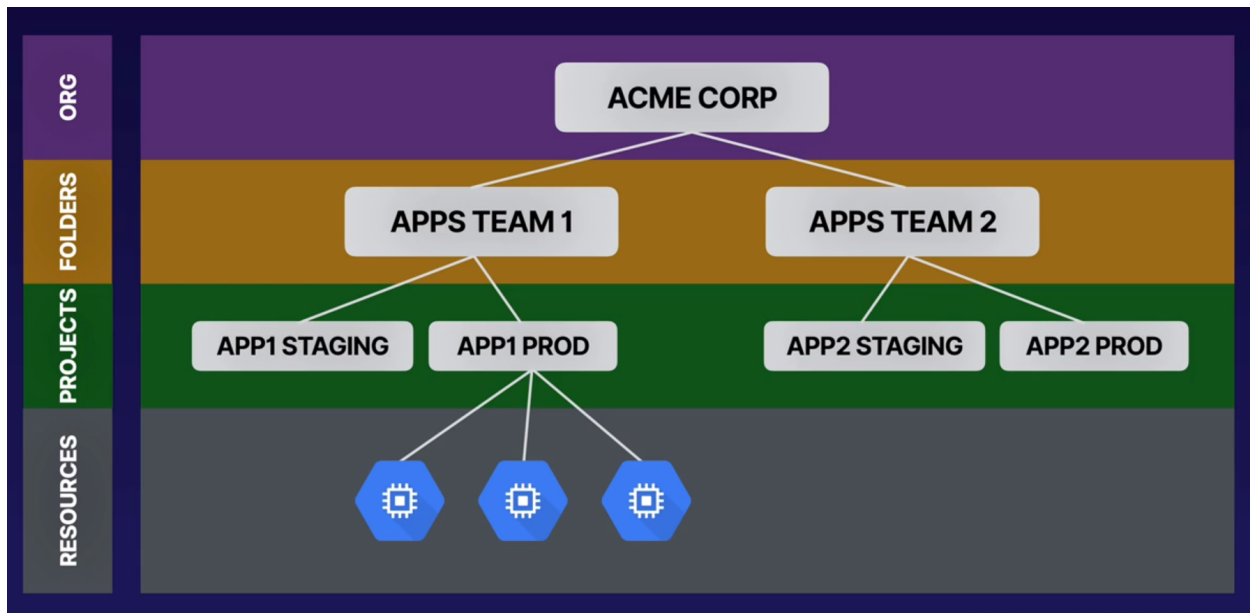 ORG
ACME CORP
FOLDERS
APPS TEAM 1
APPS TEAM 2
PROJECTS
APP1 STAGING
APP1 PROD
APP2 STAGING
APP2 PROD
RESOURCES